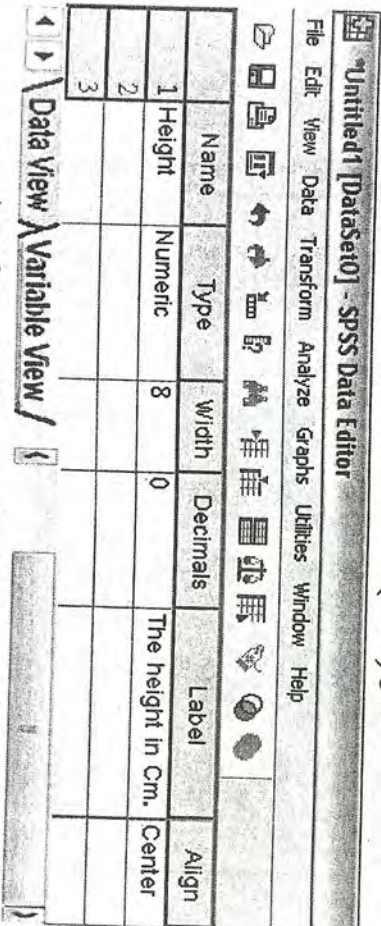 *Untitled1 [DataSet0] - SPSS Data Editor
File Edit View Data Transform Analyze Graphs Utilities Window Help
Name Type Width Decimals Label Align
1 Height Numeric 8 0 The height in Cm. Center
2
3
Data View Variable View